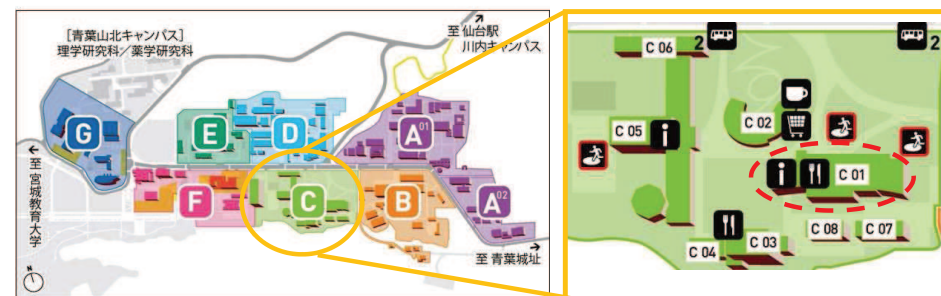 [青葉山北キャンパス]
理学研究科／薬学研究科
至 仙台駅
川内キャンパス
G
E
D
A01
F
C
B
A02
至 宮城教育大学
至 青葉城址
N
C 06
2
2
C 05
i
C 02
i
C 01
C 04
C 03
C 08
C 07